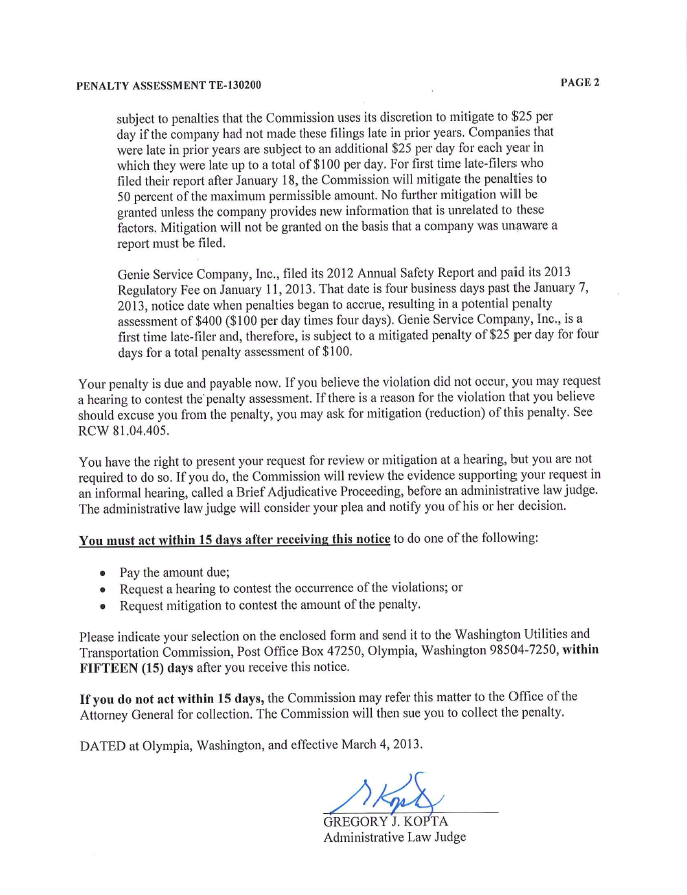 PENALTY ASSESSMENT TE-130200 PAGE 2
subject to penalties that the Commission uses its discretion to mitigate to $25 per
day if the company had not made these filings late in prior years. Companies that
were late in prior years are subject to an additional $25 per day for each year in
which they were late up to a total of $100 per day. For first time late-filers who
filed their report after January 18, the Commission will mitigate the penalties to
50 percent of the maximum permissible amount. No further mitigation will be
granted unless the company provides new information that is unrelated to these
factors. Mitigation will not be granted on the basis that a company was unaware a
report must be filed.
Genie Service Company, Inc., filed its 2012 Annual Safety Report and paid its 2013
Regulatory Fee on January 11, 2013. That date is four business days past the January 7,
2013, notice date when penalties began to accrue, resulting in a potential penalty
assessment of $400 ($100 per day times four days). Genie Service Company, Inc., is a
first time late-filer and, therefore, is subject to a mitigated penalty of $25 per day for four
days for a total penalty assessment of $100.
Your penalty is due and payable now. If you believe the violation did not occur, you may request
a hearing to contest the penalty assessment. If there is a reason for the violation that you believe
should excuse you from the penalty, you may ask for mitigation (reduction) of this penalty. See
RCW 81.04.405.
You have the right to present your request for review or mitigation at a hearing, but you are not
required to do so. If you do, the Commission will review the evidence supporting your request in
an informal hearing, called a Brief Adjudicative Proceeding, before an administrative law judge.
The administrative law judge will consider your plea and notify you of his or her decision.
You must act within 15 days after receiving this notice to do one of the following:
• Pay the amount due;
• Request a hearing to contest the occurrence of the violations; or
• Request mitigation to contest the amount of the penalty.
Please indicate your selection on the enclosed form and send it to the Washington Utilities and
Transportation Commission, Post Office Box 47250, Olympia, Washington 98504-7250, within
FIFTEEN (15) days after you receive this notice.
If you do not act within 15 days, the Commission may refer this matter to the Office of the
Attorney General for collection. The Commission will then sue you to collect the penalty.
DATED at Olympia, Washington, and effective March 4, 2013.
GREGORY J. KOPTA
Administrative Law Judge